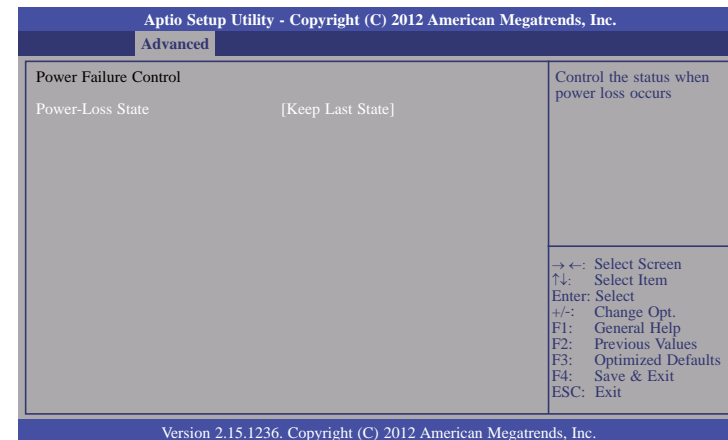 Aptio Setup Utility - Copyright (C) 2012 American Megatrends, Inc.
Advanced
Power Failure Control
Power-Loss State [Keep Last State]
Control the status when
power loss occurs
→←: Select Screen
↑↓: Select Item
Enter: Select
+/-: Change Opt.
F1: General Help
F2: Previous Values
F3: Optimized Defaults
F4: Save & Exit
ESC: Exit
Version 2.15.1236. Copyright (C) 2012 American Megatrends, Inc.